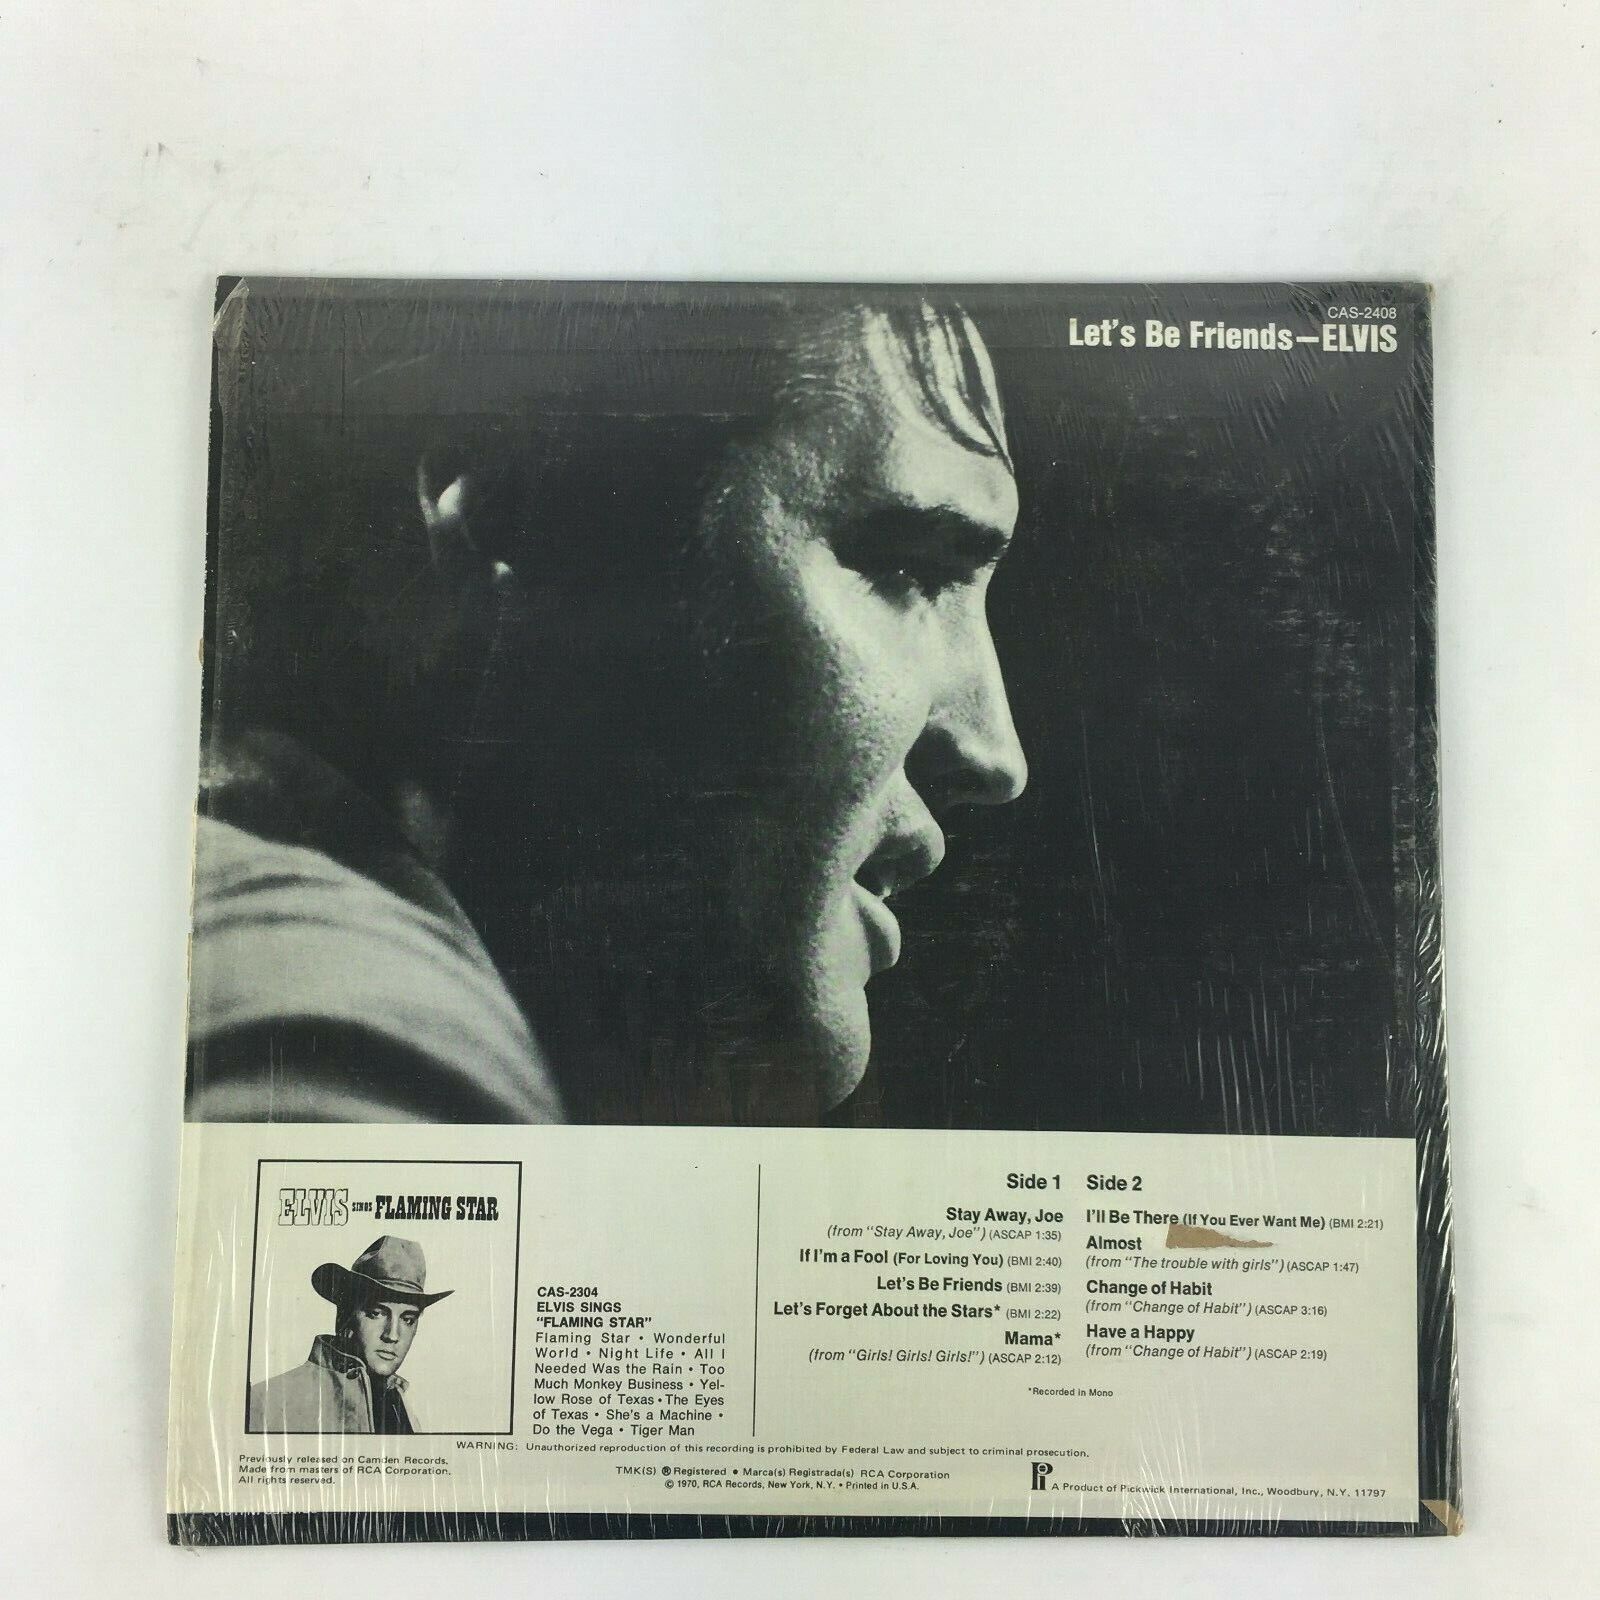 CAS-2408
Let's Be Friends—ELVIS
ELVIS SINGS FLAMING STAR
CAS-2304
ELVIS SINGS
"FLAMING STAR"
Flaming Star • Wonderful
World • Night Life • All I
Needed Was the Rain • Too
Much Monkey Business • Yel-
low Rose of Texas • The Eyes
of Texas • She's a Machine •
Do the Vega • Tiger Man
Side 1
Stay Away, Joe
(from "Stay Away, Joe") (ASCAP 1:35)
If I'm a Fool (For Loving You) (BMI 2:40)
Let's Be Friends (BMI 2:39)
Let's Forget About the Stars* (BMI 2:22)
Mama*
(from "Girls! Girls! Girls!") (ASCAP 2:12)
Side 2
I'll Be There (If You Ever Want Me) (BMI 2:21)
Almost
(from "The trouble with girls") (ASCAP 1:47)
Change of Habit
(from "Change of Habit") (ASCAP 3:16)
Have a Happy
(from "Change of Habit") (ASCAP 2:19)
*Recorded in Mono
WARNING: Unauthorized reproduction of this recording is prohibited by Federal Law and subject to criminal prosecution.
Previously released on Camden Records.
Made from masters of RCA Corporation.
All rights reserved.
TMK(S) ® Registered • Marca(s) Registrada(s) RCA Corporation
© 1970, RCA Records, New York, N.Y. • Printed in U.S.A.
Pi A Product of Pickwick International, Inc., Woodbury, N.Y. 11797